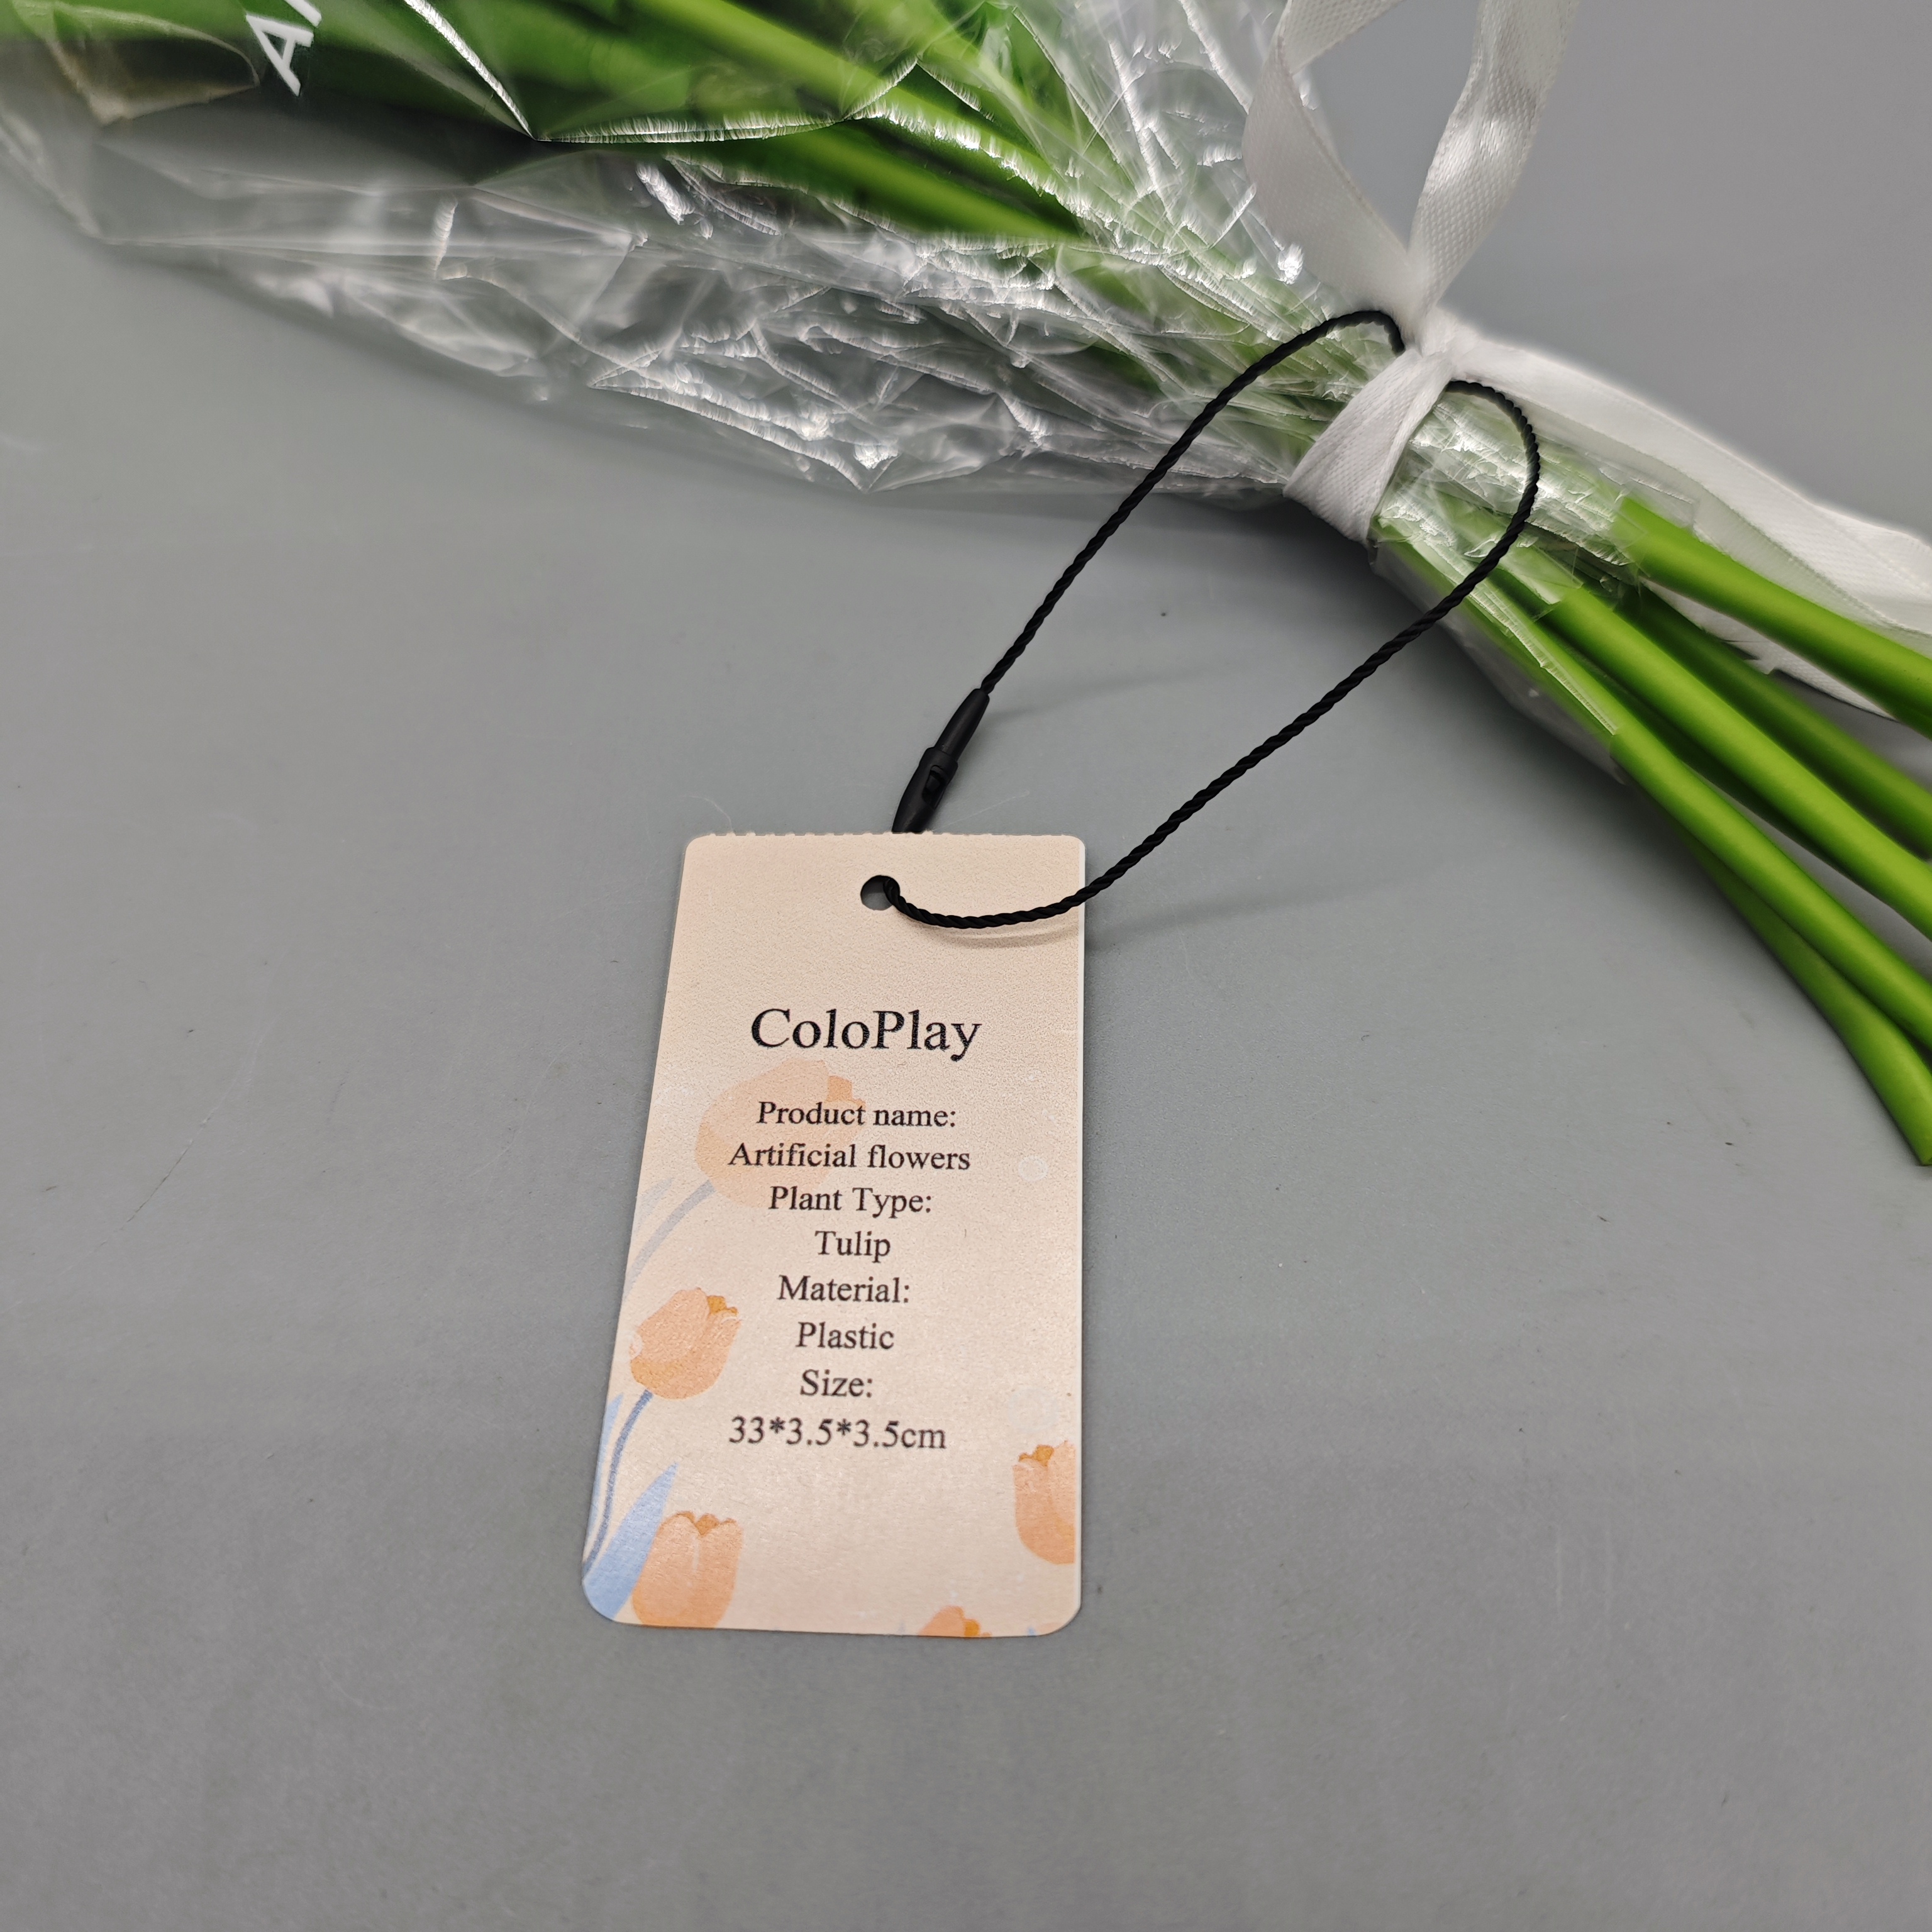 ColoPlay
Product name:
Artificial flowers
Plant Type:
Tulip
Material:
Plastic
Size:
33*3.5*3.5cm